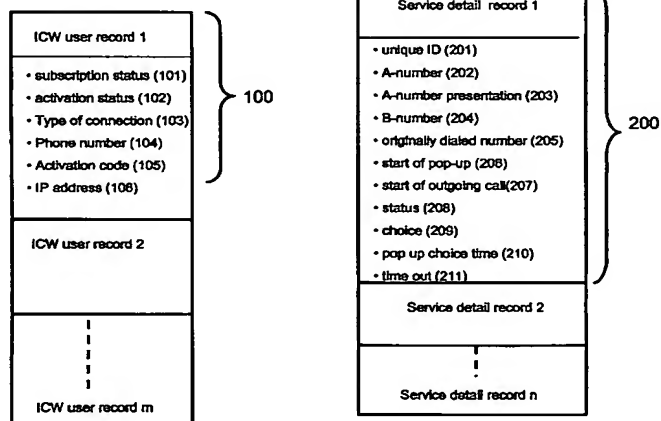 ICW user record 1
• subscription status (101)
• activation status (102)
• Type of connection (103)
• Phone number (104)
• Activation code (105)
• IP address (106)
100
ICW user record 2
ICW user record m
Service detail record 1
• unique ID (201)
• A-number (202)
• A-number presentation (203)
• B-number (204)
• originally dialed number (205)
• start of pop-up (206)
• start of outgoing call(207)
• status (208)
• choice (209)
• pop up choice time (210)
• time out (211)
200
Service detail record 2
Service detail record n